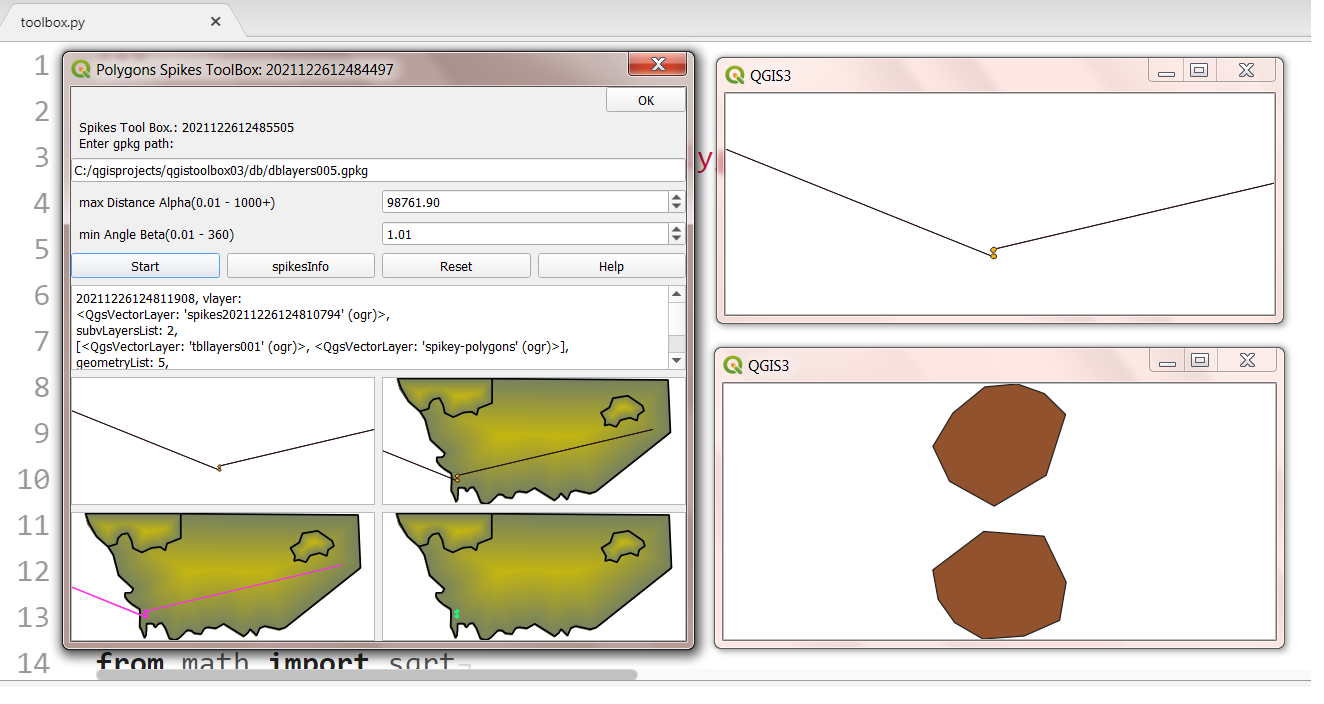 toolbox.py
1
2
3
4
5
6
7
8
9
10
11
12
13
14
Polygons Spikes ToolBox: 2021122612484497
OK
Spikes Tool Box.: 2021122612485505
Enter gpkg path:
C:/qgisprojects/qgistoolbox03/db/dblayers005.gpkg
max Distance Alpha(0.01 - 1000+)
98761.90
min Angle Beta(0.01 - 360)
1.01
Start
spikesInfo
Reset
Help
20211226124811908, vlayer:
<QgsVectorLayer: 'spikes20211226124810794' (ogr)>,
subvLayersList: 2,
[<QgsVectorLayer: 'tbllayers001' (ogr)>, <QgsVectorLayer: 'spikey-polygons' (ogr)>],
geometryList: 5,
from math import sqrt
y
QGIS3
QGIS3